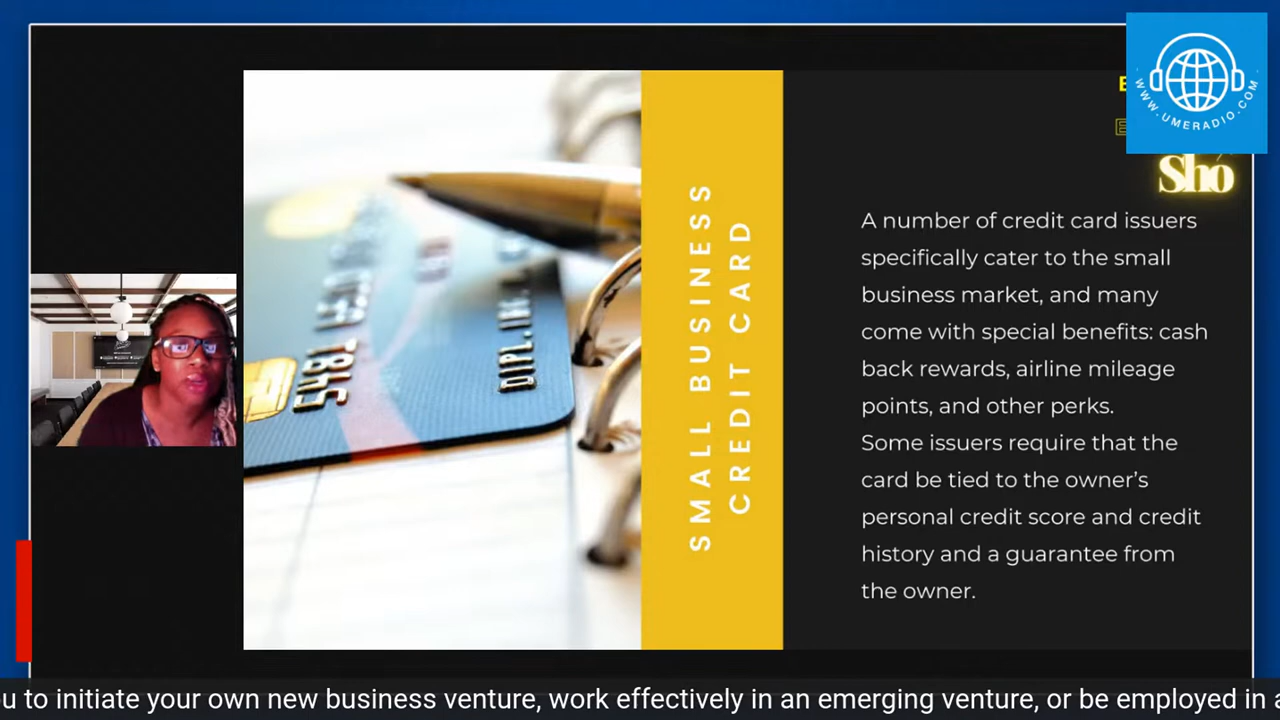 WWW.UMERADIO.COM
Sho
SMALL BUSINESS
CREDIT CARD
A number of credit card issuers
specifically cater to the small
business market, and many
come with special benefits: cash
back rewards, airline mileage
points, and other perks.
Some issuers require that the
card be tied to the owner’s
personal credit score and credit
history and a guarantee from
the owner.
5481
DIPL.ING.
u to initiate your own new business venture, work effectively in an emerging venture, or be employed in a